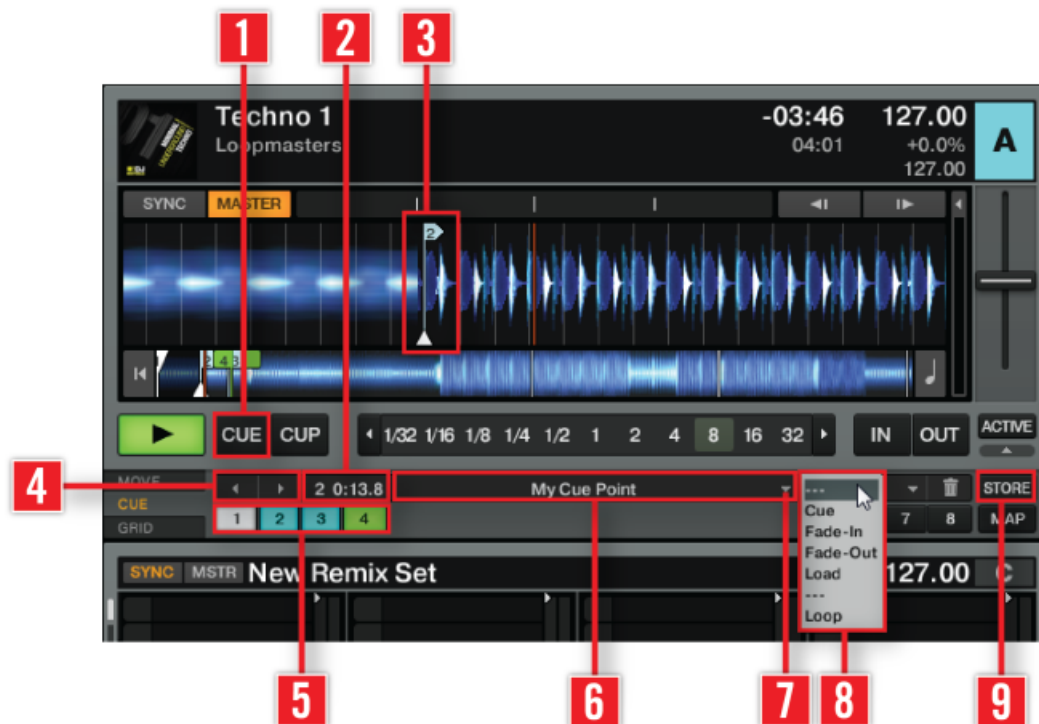 1 2 3
Techno 1 -03:46 127.00 A
Loopmasters 04:01 +0.0%
127.00
SYNC MASTER
2
2 4 3
CUE CUP 1/32 1/16 1/8 1/4 1/2 1 2 4 8 16 32 IN OUT ACTIVE
4 MOVE 2 0:13.8 My Cue Point --- STORE
CUE Cue
GRID 1 2 3 4 Fade-In 7 8 MAP
Fade-Out
SYNC MSTR New Remix Set Load 127.00 C
---
Loop
5 6 7 8 9